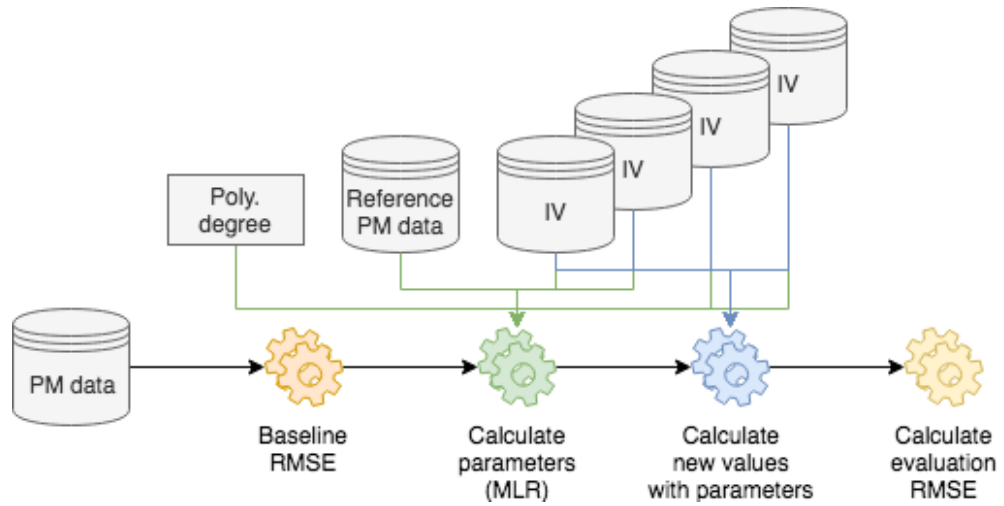 IV
IV
IV
IV
Poly.
degree
Reference
PM data
PM data
Baseline
RMSE
Calculate
parameters
(MLR)
Calculate
new values
with parameters
Calculate
evaluation
RMSE